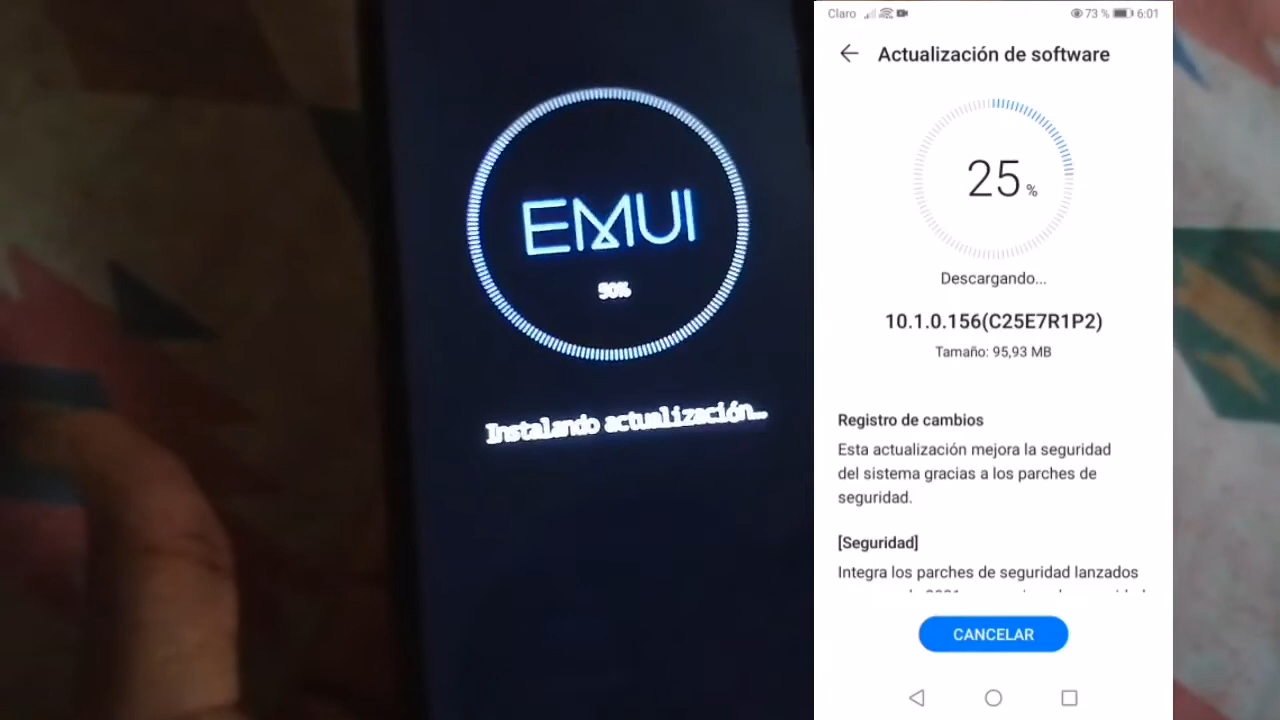 EMUI
90%
Instalando actualización...
Claro
73 %
6:01
Actualización de software
25 %
Descargando...
10.1.0.156(C25E7R1P2)
Tamaño: 95,93 MB
Registro de cambios
Esta actualización mejora la seguridad
del sistema gracias a los parches de
seguridad.
[Seguridad]
Integra los parches de seguridad lanzados
CANCELAR